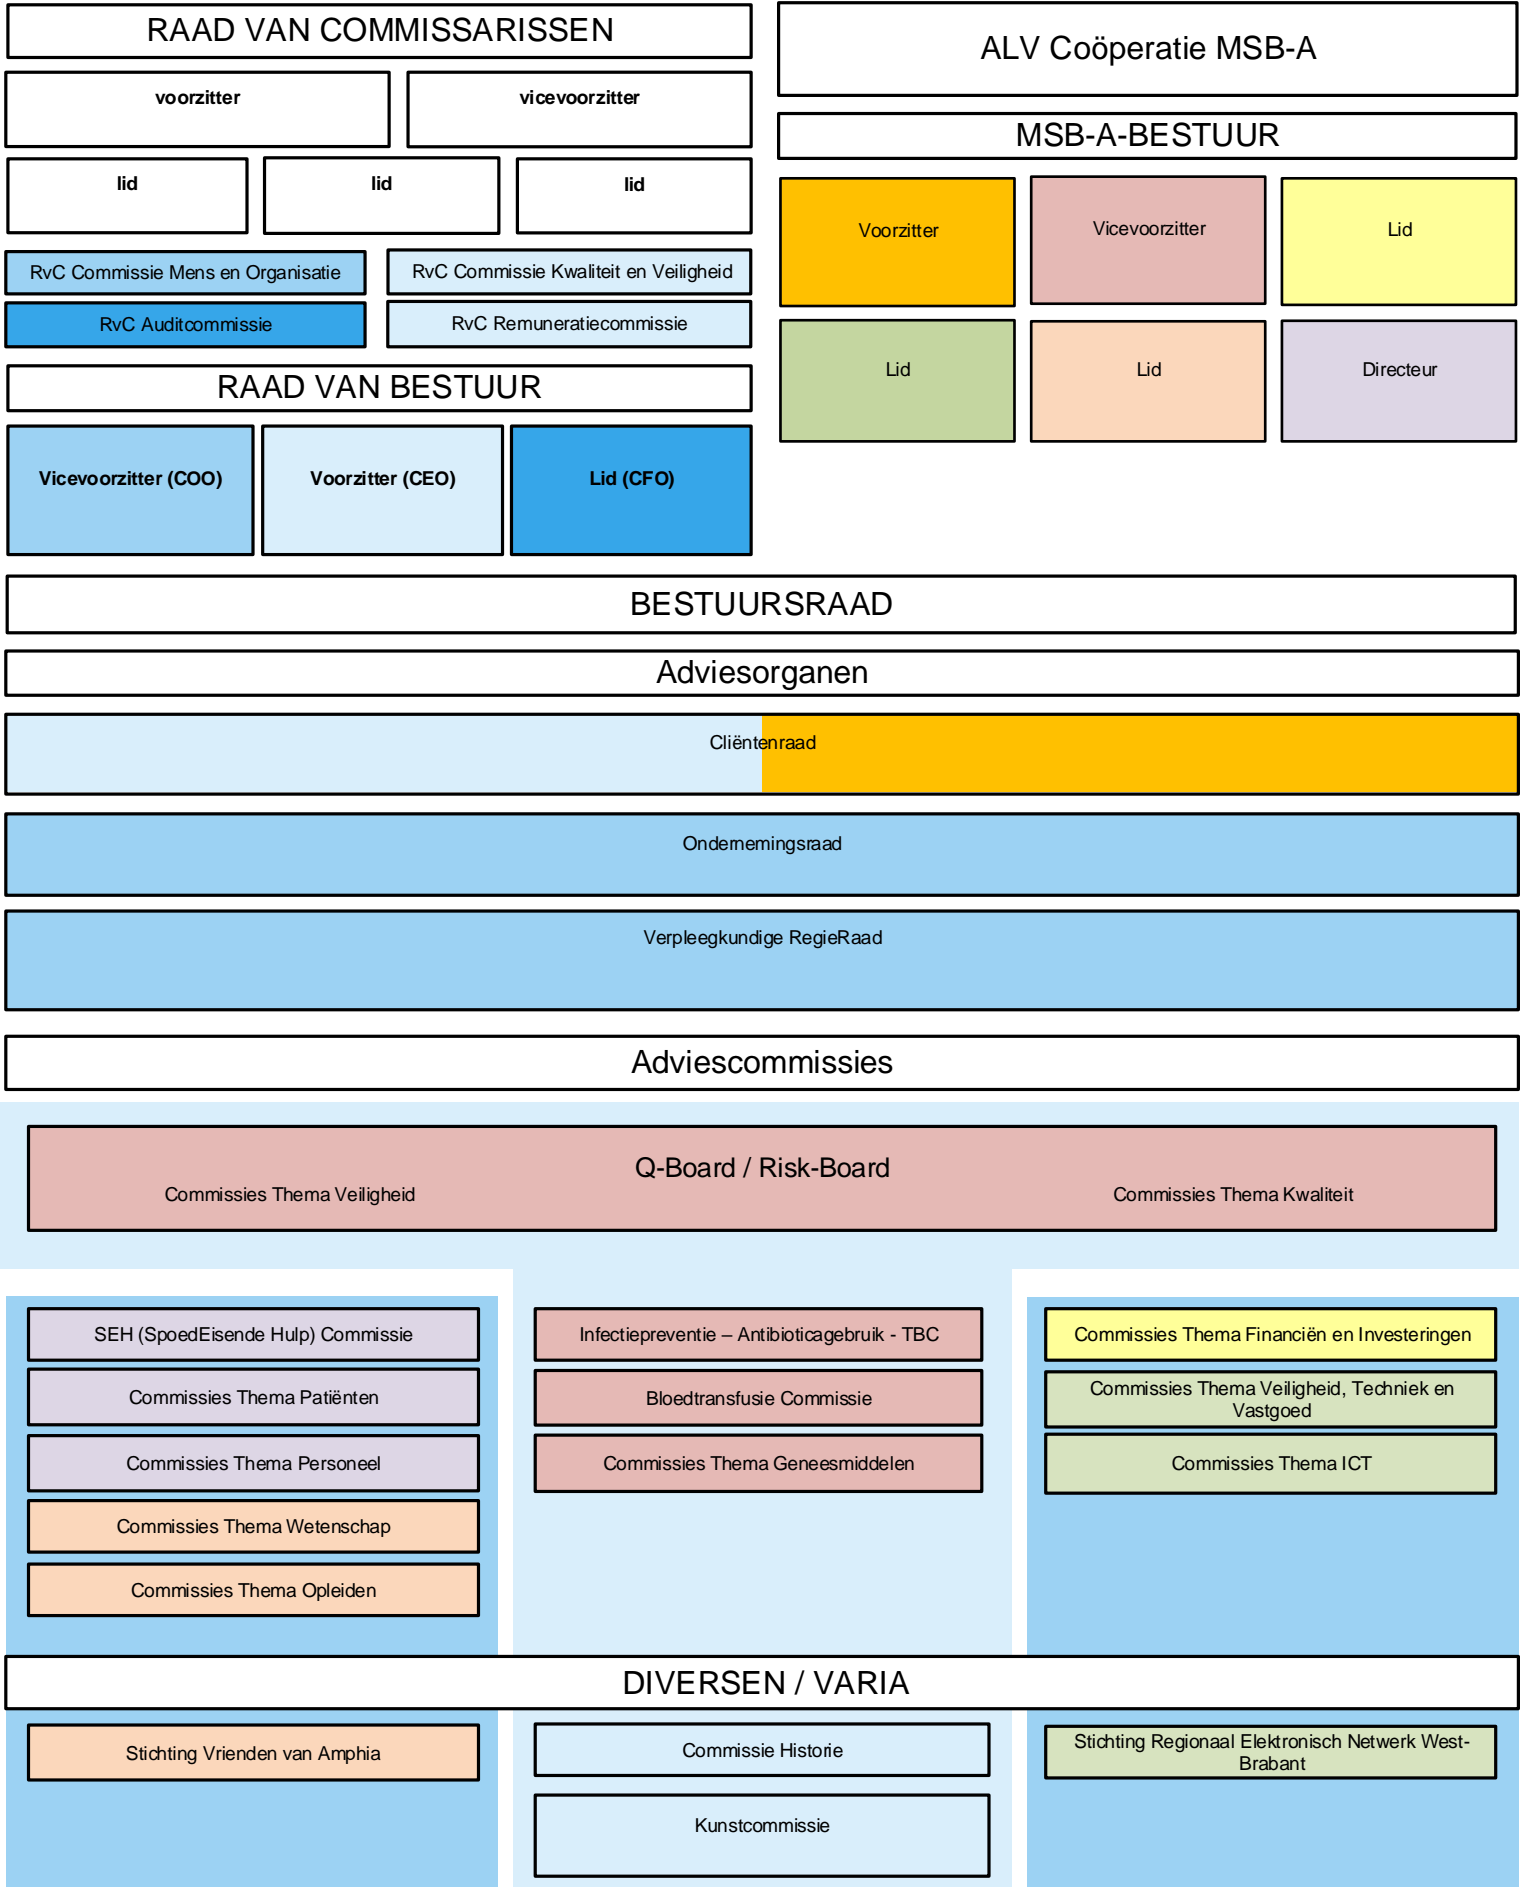 RAAD VAN COMMISSARISSEN
voorzitter
vicevoorzitter
lid
lid
lid
RvC Commissie Mens en Organisatie
RvC Commissie Kwaliteit en Veiligheid
RvC Auditcommissie
RvC Remuneratiecommissie
RAAD VAN BESTUUR
Vicevoorzitter (COO)
Voorzitter (CEO)
Lid (CFO)
ALV Coöperatie MSB-A
MSB-A-BESTUUR
Voorzitter
Vicevoorzitter
Lid
Lid
Lid
Directeur
BESTUURSRAAD
Adviesorganen
Cliëntenraad
Ondernemingsraad
Verpleegkundige RegieRaad
Adviescommissies
Q-Board / Risk-Board
Commissies Thema Veiligheid
Commissies Thema Kwaliteit
SEH (SpoedEisende Hulp) Commissie
Commissies Thema Patiënten
Commissies Thema Personeel
Commissies Thema Wetenschap
Commissies Thema Opleiden
Infectiepreventie – Antibioticagebruik - TBC
Bloedtransfusie Commissie
Commissies Thema Geneesmiddelen
Commissies Thema Financiën en Investeringen
Commissies Thema Veiligheid, Techniek en
Vastgoed
Commissies Thema ICT
DIVERSEN / VARIA
Stichting Vrienden van Amphia
Commissie Historie
Kunstcommissie
Stichting Regionaal Elektronisch Netwerk West-
Brabant